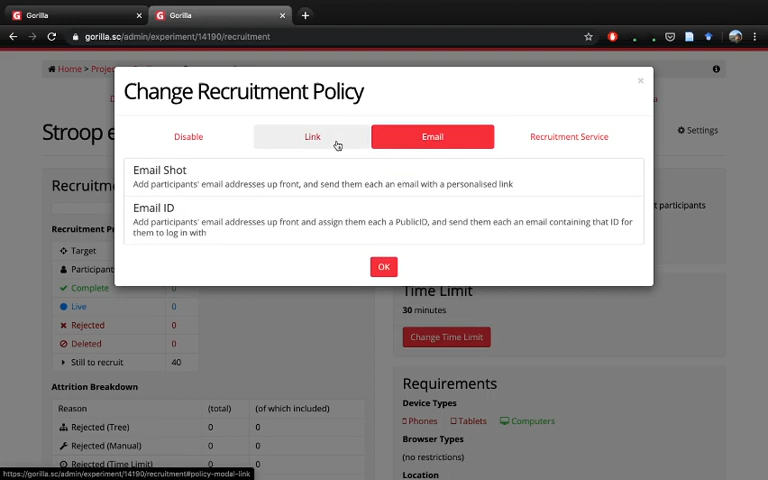 Gorilla × Gorilla × +
gorilla.sc/admin/experiment/14190/recruitment
Home > Proje
Stroop e
Settings
Change Recruitment Policy ×
Disable Link Email Recruitment Service
Email Shot
Add participants' email addresses up front, and send them each an email with a personalised link
Email ID
Add participants' email addresses up front and assign them each a PublicID, and send them each an email containing that ID for
them to log in with
OK
Recruitm
Recruitment P
Target
Participant
Complete 0
Live 0
Rejected 0
Deleted 0
Still to recruit 40
Attrition Breakdown
Reason (total) (of which included)
Rejected (Tree) 0 0
Rejected (Manual) 0 0
Rejected (Time Limit) 0 0
t participants
Time Limit
30 minutes
Change Time Limit
Requirements
Device Types
Phones Tablets Computers
Browser Types
(no restrictions)
Location
https://gorilla.sc/admin/experiment/14190/recruitment#policy-modal-link